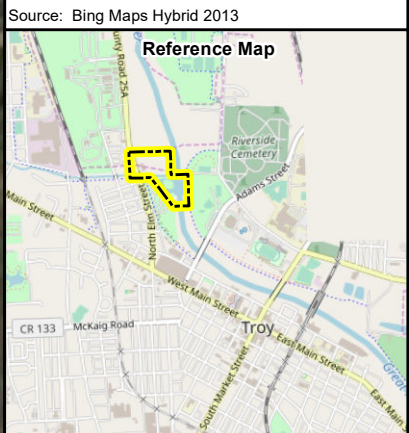 Source: Bing Maps Hybrid 2013
Reference Map
unty Road 25A
Riverside
Cemetery
Adams Street
North Elm Street
Main Street
West Main Street
CR 133
McKaig Road
Troy
East Main Street
South Market Street
Great
East Main S